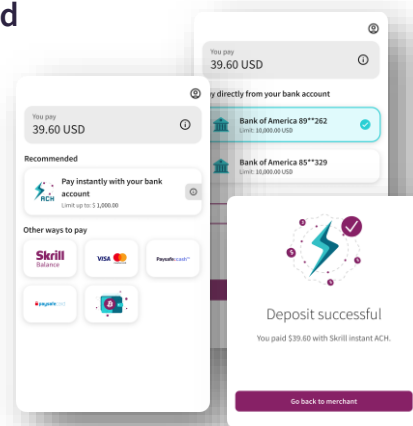 d
You pay
39.60 USD
Recommended
ACH
Pay instantly with your bank
account
Limit up to: $ 1,000.00
Other ways to pay
Skrill
Balance
VISA
Paysafe:cash
paysafecard
You pay
39.60 USD
y directly from your bank account
Bank of America 89**262
Limit: 10,000.00 USD
Bank of America 85**329
Limit: 10,000.00 USD
Deposit successful
You paid $39.60 with Skrill instant ACH.
Go back to merchant